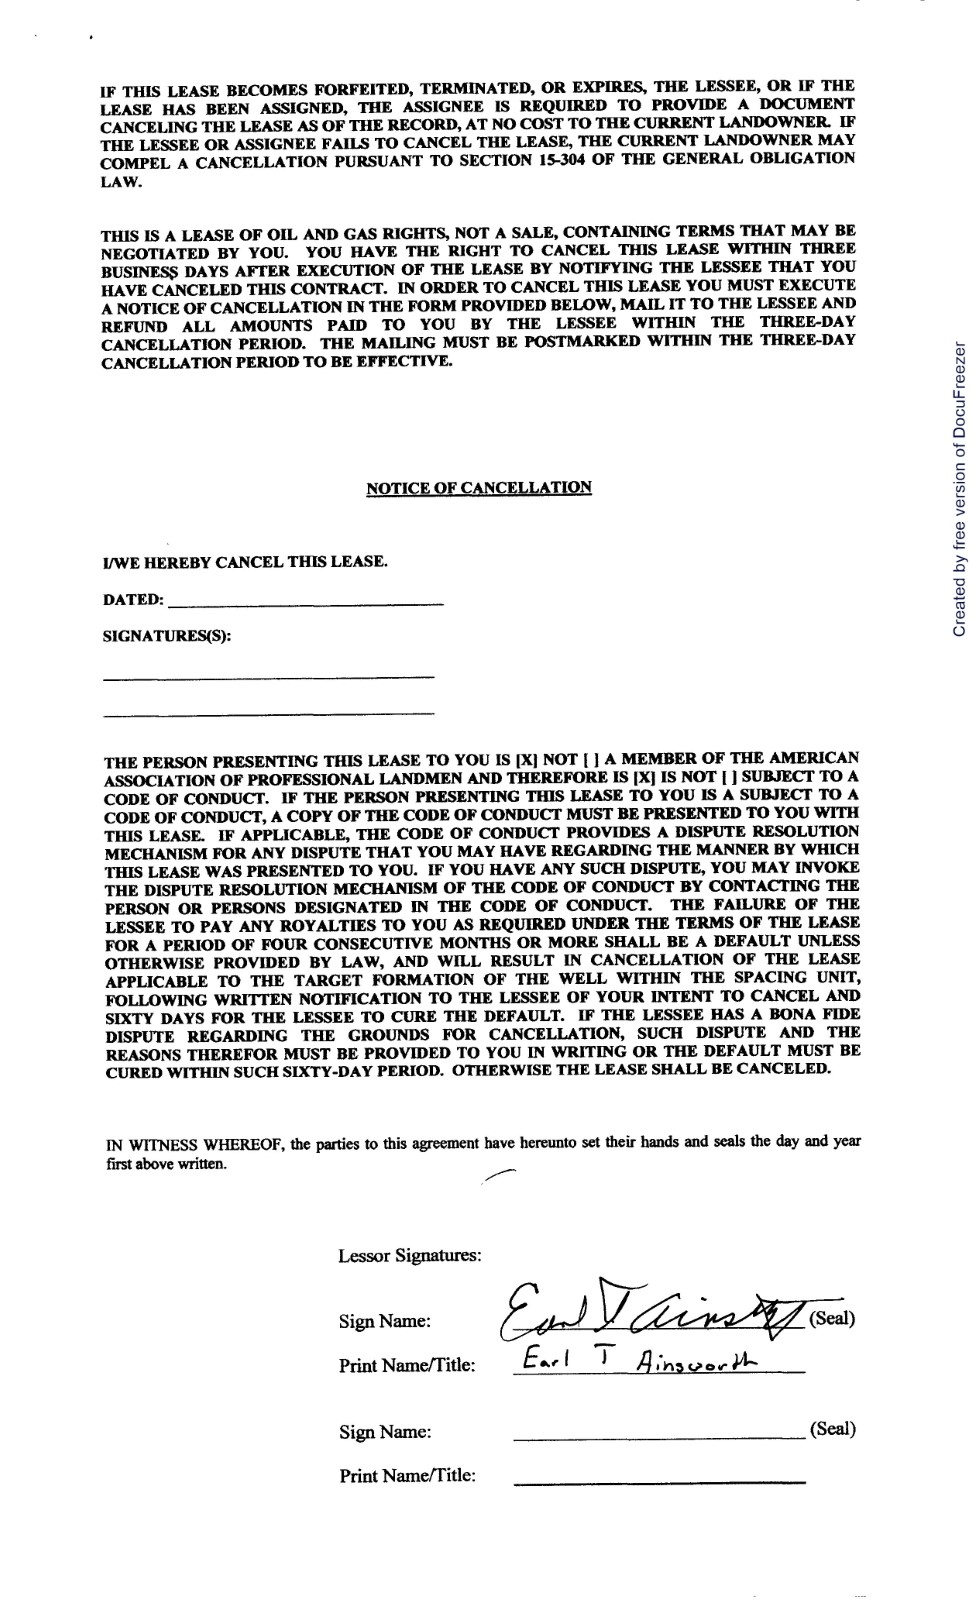 IF THIS LEASE BECOMES FORFEITED, TERMINATED, OR EXPIRES, THE LESSEE, OR IF THE
LEASE HAS BEEN ASSIGNED, THE ASSIGNEE IS REQUIRED TO PROVIDE A DOCUMENT
CANCELING THE LEASE AS OF THE RECORD, AT NO COST TO THE CURRENT LANDOWNER. IF
THE LESSEE OR ASSIGNEE FAILS TO CANCEL THE LEASE, THE CURRENT LANDOWNER MAY
COMPEL A CANCELLATION PURSUANT TO SECTION 15-304 OF THE GENERAL OBLIGATION
LAW.
THIS IS A LEASE OF OIL AND GAS RIGHTS, NOT A SALE, CONTAINING TERMS THAT MAY BE
NEGOTIATED BY YOU. YOU HAVE THE RIGHT TO CANCEL THIS LEASE WITHIN THREE
BUSINESS DAYS AFTER EXECUTION OF THE LEASE BY NOTIFYING THE LESSEE THAT YOU
HAVE CANCELED THIS CONTRACT. IN ORDER TO CANCEL THIS LEASE YOU MUST EXECUTE
A NOTICE OF CANCELLATION IN THE FORM PROVIDED BELOW, MAIL IT TO THE LESSEE AND
REFUND ALL AMOUNTS PAID TO YOU BY THE LESSEE WITHIN THE THREE-DAY
CANCELLATION PERIOD. THE MAILING MUST BE POSTMARKED WITHIN THE THREE-DAY
CANCELLATION PERIOD TO BE EFFECTIVE.
NOTICE OF CANCELLATION
I/WE HEREBY CANCEL THIS LEASE.
DATED:
SIGNATURES(S):
THE PERSON PRESENTING THIS LEASE TO YOU IS [X] NOT [ ] A MEMBER OF THE AMERICAN
ASSOCIATION OF PROFESSIONAL LANDMEN AND THEREFORE IS [X] IS NOT [ ] SUBJECT TO A
CODE OF CONDUCT. IF THE PERSON PRESENTING THIS LEASE TO YOU IS A SUBJECT TO A
CODE OF CONDUCT, A COPY OF THE CODE OF CONDUCT MUST BE PRESENTED TO YOU WITH
THIS LEASE. IF APPLICABLE, THE CODE OF CONDUCT PROVIDES A DISPUTE RESOLUTION
MECHANISM FOR ANY DISPUTE THAT YOU MAY HAVE REGARDING THE MANNER BY WHICH
THIS LEASE WAS PRESENTED TO YOU. IF YOU HAVE ANY SUCH DISPUTE, YOU MAY INVOKE
THE DISPUTE RESOLUTION MECHANISM OF THE CODE OF CONDUCT BY CONTACTING THE
PERSON OR PERSONS DESIGNATED IN THE CODE OF CONDUCT. THE FAILURE OF THE
LESSEE TO PAY ANY ROYALTIES TO YOU AS REQUIRED UNDER THE TERMS OF THE LEASE
FOR A PERIOD OF FOUR CONSECUTIVE MONTHS OR MORE SHALL BE A DEFAULT UNLESS
OTHERWISE PROVIDED BY LAW, AND WILL RESULT IN CANCELLATION OF THE LEASE
APPLICABLE TO THE TARGET FORMATION OF THE WELL WITHIN THE SPACING UNIT,
FOLLOWING WRITTEN NOTIFICATION TO THE LESSEE OF YOUR INTENT TO CANCEL AND
SIXTY DAYS FOR THE LESSEE TO CURE THE DEFAULT. IF THE LESSEE HAS A BONA FIDE
DISPUTE REGARDING THE GROUNDS FOR CANCELLATION, SUCH DISPUTE AND THE
REASONS THEREFOR MUST BE PROVIDED TO YOU IN WRITING OR THE DEFAULT MUST BE
CURED WITHIN SUCH SIXTY-DAY PERIOD. OTHERWISE THE LEASE SHALL BE CANCELED.
IN WITNESS WHEREOF, the parties to this agreement have hereunto set their hands and seals the day and year
first above written.
Lessor Signatures:
Sign Name: Earl T Ainsworth (Seal)
Print Name/Title: Earl T Ainsworth
Sign Name: (Seal)
Print Name/Title:
Created by free version of DocuFreezer